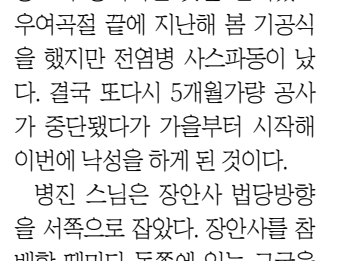 우여곡절 끝에 지난해 봄 기공식
을 했지만 전염병 사스파동이 났
다. 결국 또다시 5개월가량 공사
가 중단됐다가 가을부터 시작해
이번에 낙성을 하게 된 것이다.
병진 스님은 장안사 법당방향
을 서쪽으로 잡았다. 장안사를 참